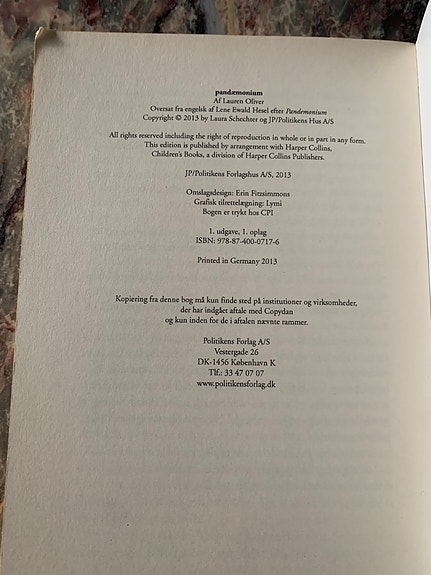 pandæmonium
Af Lauren Oliver
Oversat fra engelsk af Lene Ewald Hesel efter Pandemonium
Copyright © 2013 by Laura Schechter og JP/Politikens Hus A/S
All rights reserved including the right of reproduction in whole or in part in any form.
This edition is published by arrangement with Harper Collins,
Children's Books, a division of Harper Collins Publishers.
JP/Politikens Forlagshus A/S, 2013
Omslagsdesign: Erin Fitzsimmons
Grafisk tilrettelægning: Lymi
Bogen er trykt hos CPI
1. udgave, 1. oplag
ISBN: 978-87-400-0717-6
Printed in Germany 2013
Kopiering fra denne bog må kun finde sted på institutioner og virksomheder,
der har indgået aftale med Copydan
og kun inden for de i aftalen nævnte rammer.
Politikens Forlag A/S
Vestergade 26
DK-1456 København K
Tlf.: 33 47 07 07
www.politikensforlag.dk